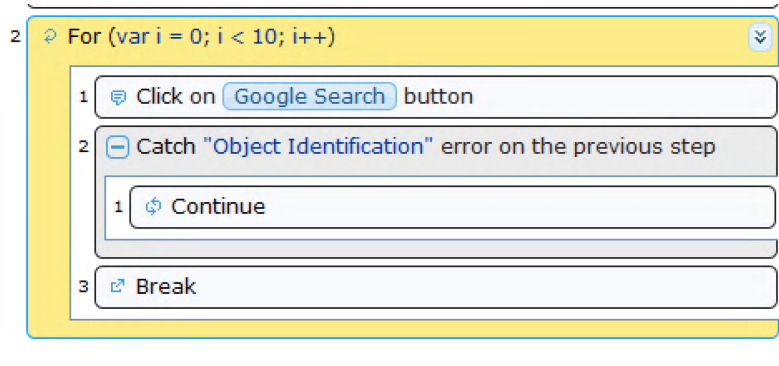 2 For (var i = 0; i < 10; i++)
1 Click on Google Search button
2 Catch "Object Identification" error on the previous step
1 Continue
3 Break